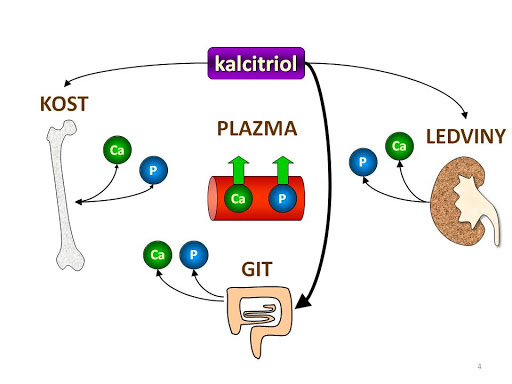 kalcitriol
KOST
PLAZMA
LEDVINY
Ca
P
Ca
P
Ca
P
Ca
P
GIT
4